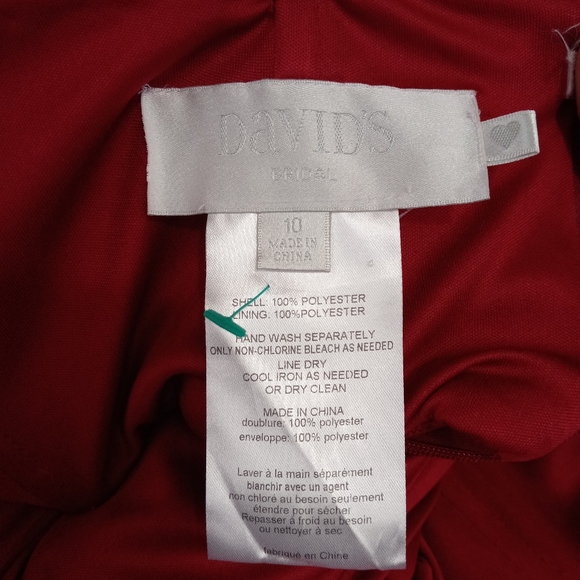 DaVID'S
BRIDAL
10
MADE IN
CHINA
SHELL: 100% POLYESTER
LINING: 100%POLYESTER
HAND WASH SEPARATELY
ONLY NON-CHLORINE BLEACH AS NEEDED
LINE DRY
COOL IRON AS NEEDED
OR DRY CLEAN
MADE IN CHINA
doublure: 100% polyester
enveloppe: 100% polyester
Laver à la main séparément
blanchir avec un agent
non chloré au besoin seulement
étendre pour sécher
Repasser à froid au besoin
ou nettoyer à sec
fabriqué en Chine